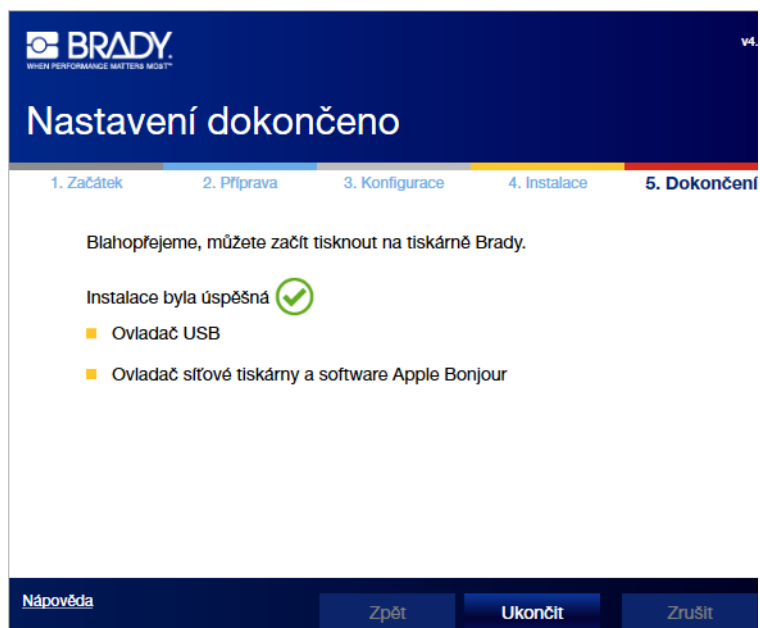 BRADY.
WHEN PERFORMANCE MATTERS MOST™
v4.
Nastavení dokončeno
1. Začátek
2. Příprava
3. Konfigurace
4. Instalace
5. Dokončení
Blahopřejeme, můžete začít tisknout na tiskárně Brady.
Instalace byla úspěšná
Ovladač USB
Ovladač síťové tiskárny a software Apple Bonjour
Nápověda
Zpět
Ukončit
Zrušit